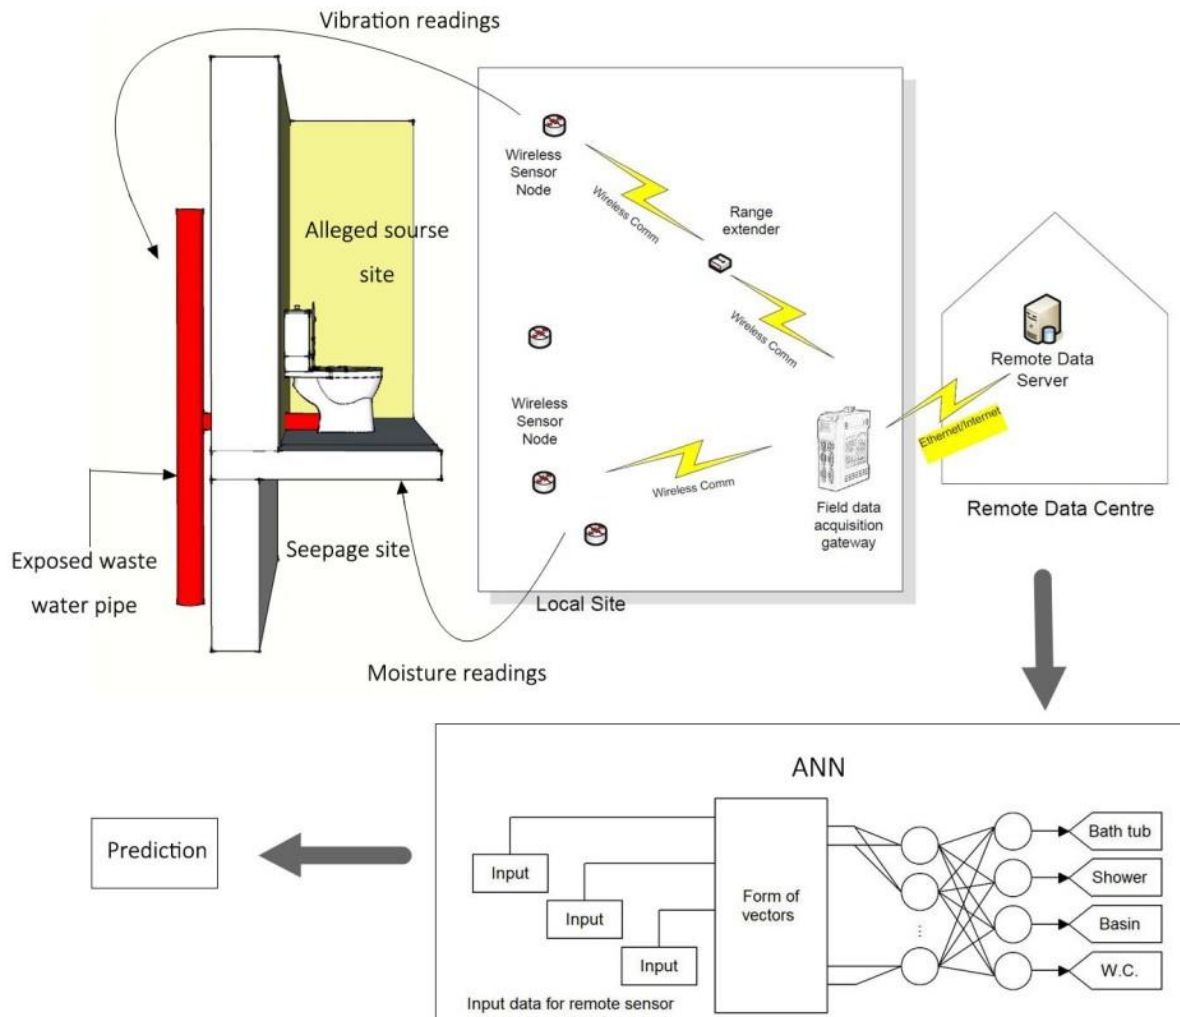 Vibration readings
Wireless
Sensor
Node
Wireless Comm
Range
extender
Wireless Comm
Alleged sourse
site
Remote Data
Server
Wireless
Sensor
Node
Ethernet/Internet
Wireless Comm
Field data
acquisition
gateway
Remote Data Centre
Exposed waste
water pipe
Seepage site
Local Site
Moisture readings
ANN
Prediction
Input
Input
Input
Form of
vectors
Bath tub
Shower
Basin
W.C.
Input data for remote sensor